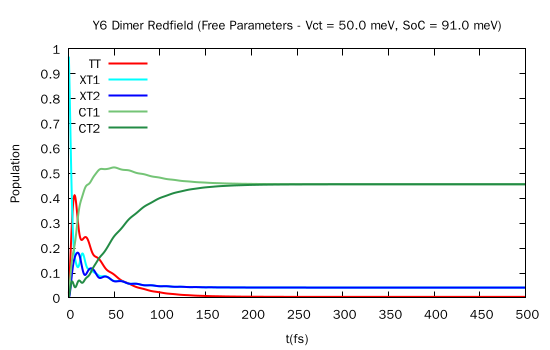 Y6 Dimer Redfield (Free Parameters - Vct = 50.0 meV, SoC = 91.0 meV)
1
0.9
0.8
0.7
0.6
0.5
0.4
0.3
0.2
0.1
0
Population
TT
XT1
XT2
CT1
CT2
0 50 100 150 200 250 300 350 400 450 500
t(fs)